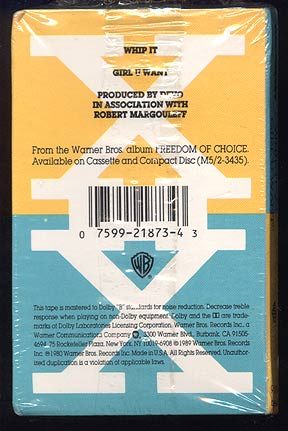 WHIP IT
GIRL U WANT
PRODUCED BY DEVO
IN ASSOCIATION WITH
ROBERT MARGOULEFF
From the Warner Bros. album FREEDOM OF CHOICE.
Available on Cassette and Compact Disc (M5/2-3435).
0 7599-21873-4 3
WB
This tape is mastered to Dolby "B" standards for noise reduction. Decrease treble
response when playing on non-Dolby equipment. Dolby and the DD are trade-
marks of Dolby Laboratories Licensing Corporation. Warner Bros. Records Inc., a
Warner Communications Company. 3300 Warner Blvd., Burbank, CA 91505-
4694 · 75 Rockefeller Plaza, New York, NY 10019-6908 ℗ 1989 Warner Bros. Records
Inc. ℗ 1980 Warner Bros. Records Inc. Made in U.S.A. All Rights Reserved. Unauthor-
ized duplication is a violation of applicable laws.